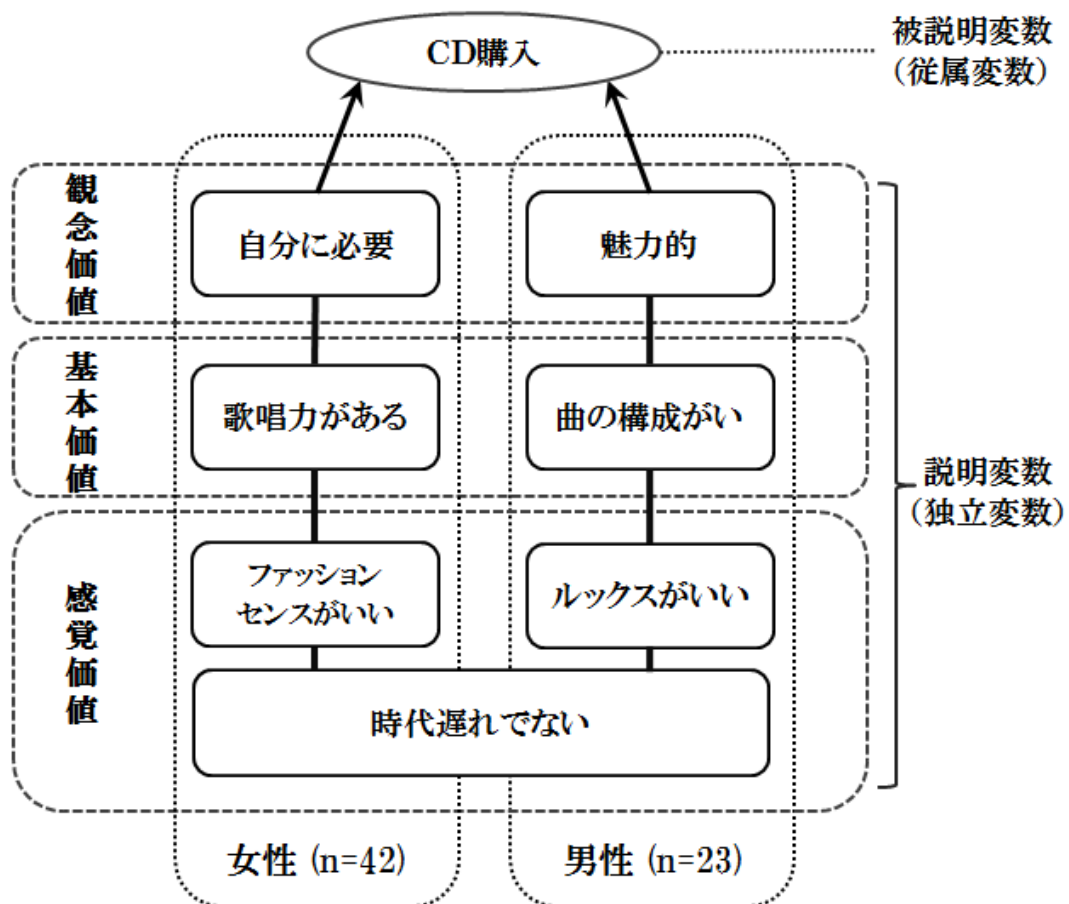 CD購入
被説明変数
（従属変数）
観念価値
自分に必要
魅力的
基本価値
歌唱力がある
曲の構成がい
説明変数
（独立変数）
感覚価値
ファッション
センスがいい
ルックスがいい
時代遅れでない
女性 (n=42)
男性 (n=23)